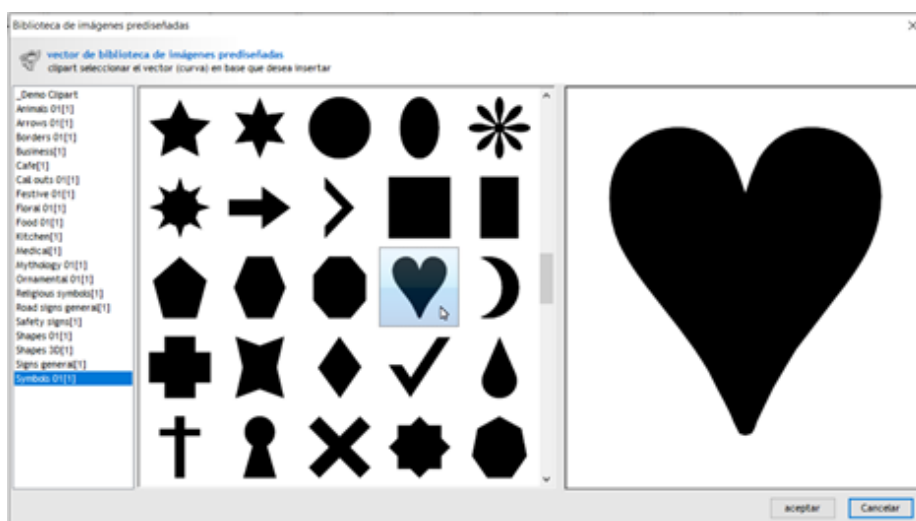 Biblioteca de imágenes prediseñadas
vector de biblioteca de imágenes prediseñadas
clipart seleccionar el vector (curva) en base que desea insertar
_Demo Clipart
Animals 01[1]
Arrows 01[1]
Borders 01[1]
Business[1]
Cafe[1]
Call outs 01[1]
Festive 01[1]
Floral 01[1]
Food 01[1]
Kitchen[1]
Medical[1]
Mythology 01[1]
Ornamental 01[1]
Religious symbols[1]
Road signs general[1]
Safety signs[1]
Shapes 01[1]
Shapes 3D[1]
Signs general[1]
Symbols 01[1]
aceptar
Cancelar